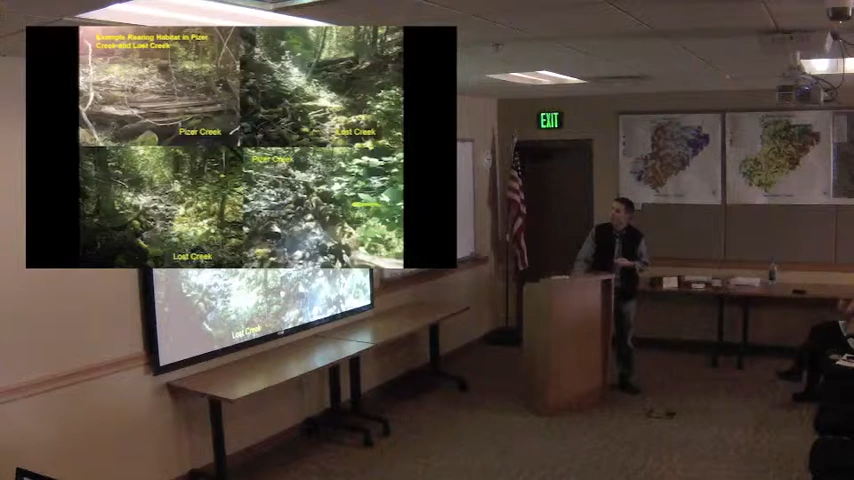 Example Rearing Habitat in Pizer
Creek and Lost Creek
Pizer Creek
Lost Creek
Pizer Creek
Lost Creek
Lost Creek
EXIT